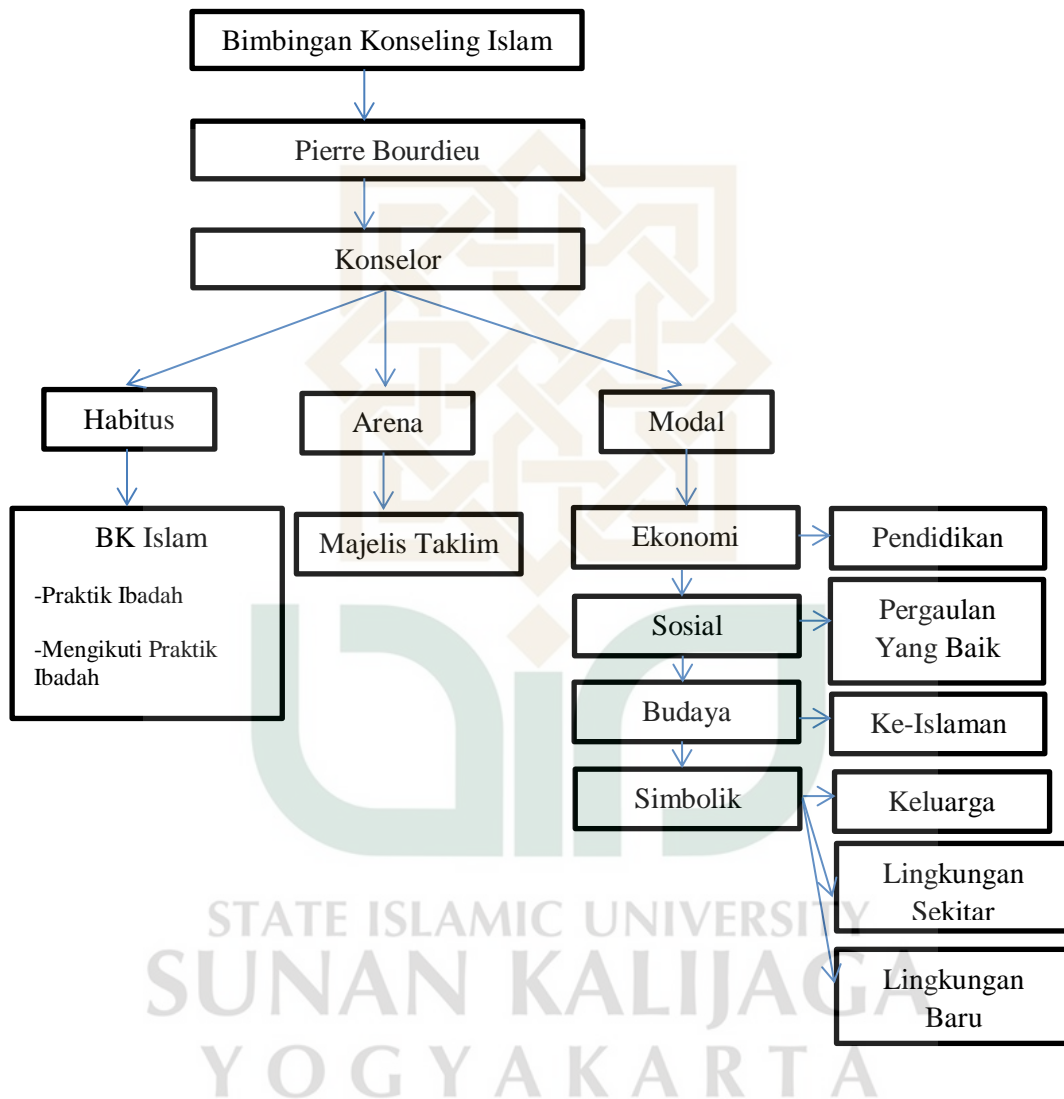 Bimbingan Konseling Islam
Pierre Bourdieu
Konselor
Habitus
Arena
Modal
BK Islam
-Praktik Ibadah
-Mengikuti Praktik
Ibadah
Majelis Taklim
Ekonomi
Pendidikan
Sosial
Pergaulan
Yang Baik
Budaya
Ke-Islaman
Simbolik
Keluarga
Lingkungan
Sekitar
Lingkungan
Baru
STATE ISLAMIC UNIVERSITY
SUNAN KALIJAGA
YOGYAKARTA